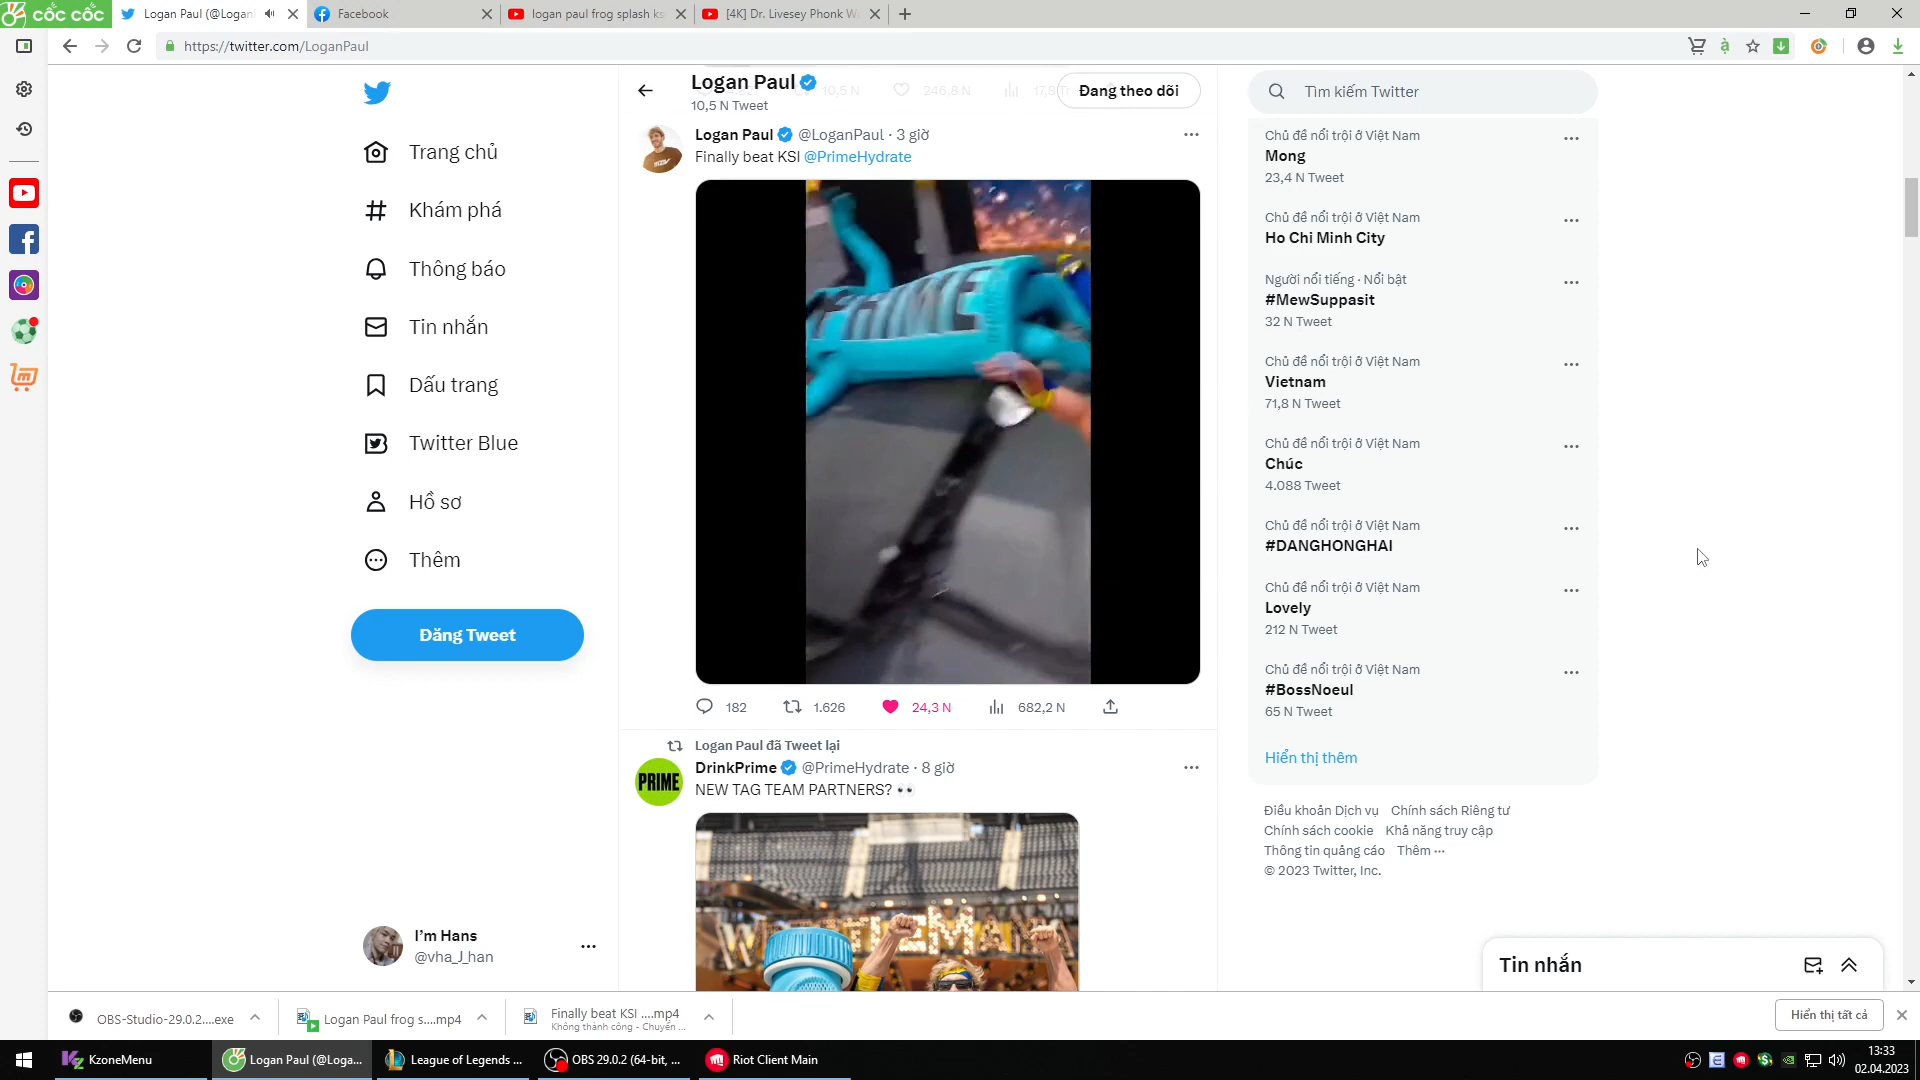 cốc cốc
Logan Paul (@Logani
Facebook
logan paul frog splash ks
[4K] Dr. Livesey Phonk W
https://twitter.com/LoganPaul
Logan Paul
10,5 N Tweet
10,5 N
246,8 N
Đang theo dõi
Tìm kiếm Twitter
Trang chủ
Khám phá
Thông báo
Tin nhắn
Dấu trang
Twitter Blue
Hồ sơ
Thêm
Đăng Tweet
I'm Hans
@vha_J_han
Logan Paul @LoganPaul · 3 giờ
Finally beat KSI @PrimeHydrate
182
1.626
24,3 N
682,2 N
Logan Paul đã Tweet lại
PRIME
DrinkPrime @PrimeHydrate · 8 giờ
NEW TAG TEAM PARTNERS? 👀
Chủ đề nổi trội ở Việt Nam
Mong
23,4 N Tweet
Chủ đề nổi trội ở Việt Nam
Ho Chi Minh City
Người nổi tiếng · Nổi bật
#MewSuppasit
32 N Tweet
Chủ đề nổi trội ở Việt Nam
Vietnam
71,8 N Tweet
Chủ đề nổi trội ở Việt Nam
Chúc
4.088 Tweet
Chủ đề nổi trội ở Việt Nam
#DANGHONGHAI
Chủ đề nổi trội ở Việt Nam
Lovely
212 N Tweet
Chủ đề nổi trội ở Việt Nam
#BossNoeul
65 N Tweet
Hiển thị thêm
Điều khoản Dịch vụ Chính sách Riêng tư
Chính sách cookie Khả năng truy cập
Thông tin quảng cáo Thêm ...
© 2023 Twitter, Inc.
Tin nhắn
OBS-Studio-29.0.2....exe
Logan Paul frog s....mp4
Finally beat KSI ....mp4
Không thành công - Chuyển ...
Hiển thị tất cả
KzoneMenu
Logan Paul (@Loga...
League of Legends ...
OBS 29.0.2 (64-bit, ...
Riot Client Main
13:33
02.04.2023